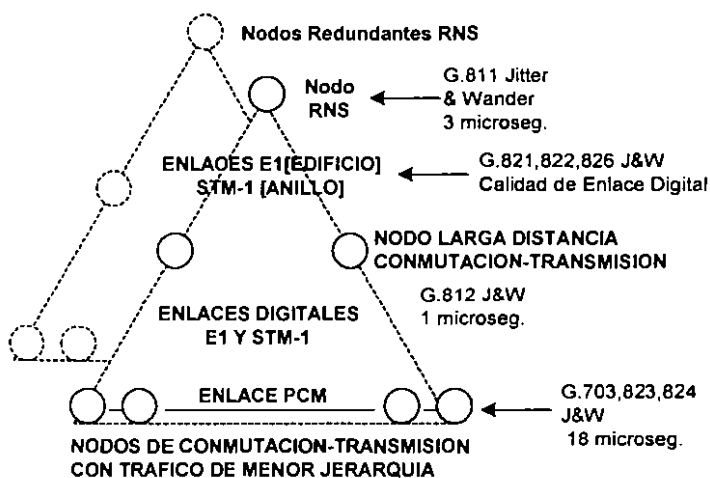 Nodos Redundantes RNS
Nodo
RNS
G.811 Jitter
& Wander
3 microseg.
ENLAOES E1[EDIFICIO]
STM-1 [ANILLO]
G.821,822,826 J&W
Calidad de Enlace Digital
NODO LARGA DISTANCIA
CONMUTACION-TRANSMISION
G.812 J&W
1 microseg.
ENLACES DIGITALES
E1 Y STM-1
ENLACE PCM
G.703,823,824
J&W
18 microseg.
NODOS DE CONMUTACION-TRANSMISION
CON TRAFICO DE MENOR JERARQUIA